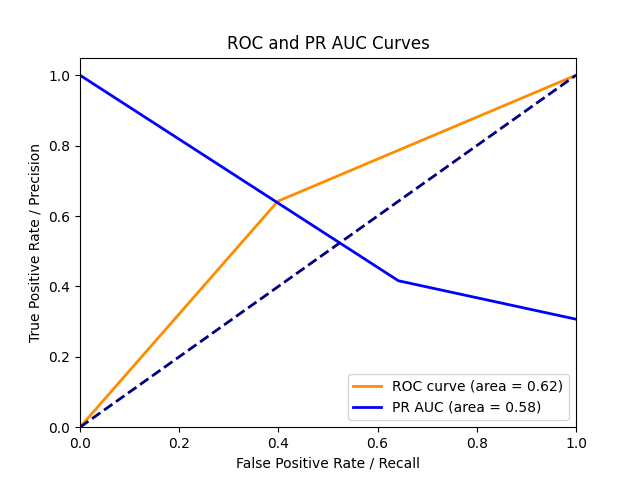 ROC and PR AUC Curves
True Positive Rate / Precision
1.0
0.8
0.6
0.4
0.2
0.0
ROC curve (area = 0.62)
PR AUC (area = 0.58)
0.0 0.2 0.4 0.6 0.8 1.0
False Positive Rate / Recall